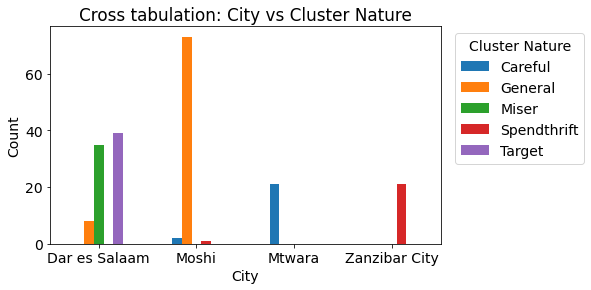 Cross tabulation: City vs Cluster Nature
Cluster Nature
Careful
General
Miser
Spendthrift
Target
Count
60
40
20
0
Dar es Salaam
Moshi
Mtwara
Zanzibar City
City